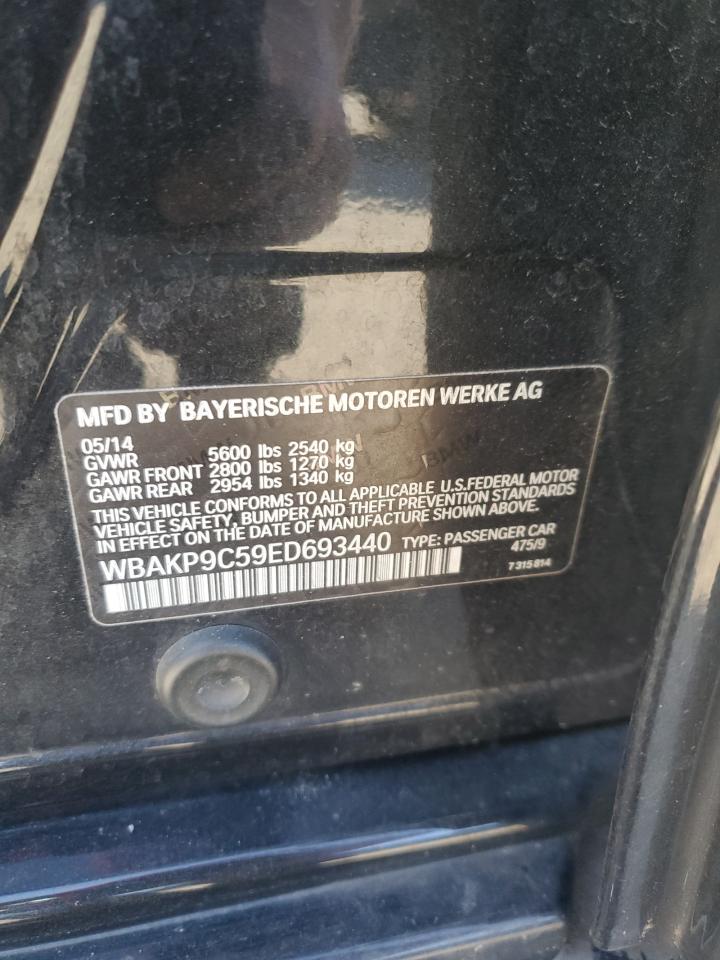 MFD BY BAYERISCHE MOTOREN WERKE AG
05/14
GVWR 5600 lbs 2540 kg
GAWR FRONT 2800 lbs 1270 kg
GAWR REAR 2954 lbs 1340 kg
THIS VEHICLE CONFORMS TO ALL APPLICABLE U.S.FEDERAL MOTOR
VEHICLE SAFETY, BUMPER AND THEFT PREVENTION STANDARDS
IN EFFECT ON THE DATE OF MANUFACTURE SHOWN ABOVE.
WBAKP9C59ED693440 TYPE: PASSENGER CAR
475/9
7 315 814
BMW
BMW